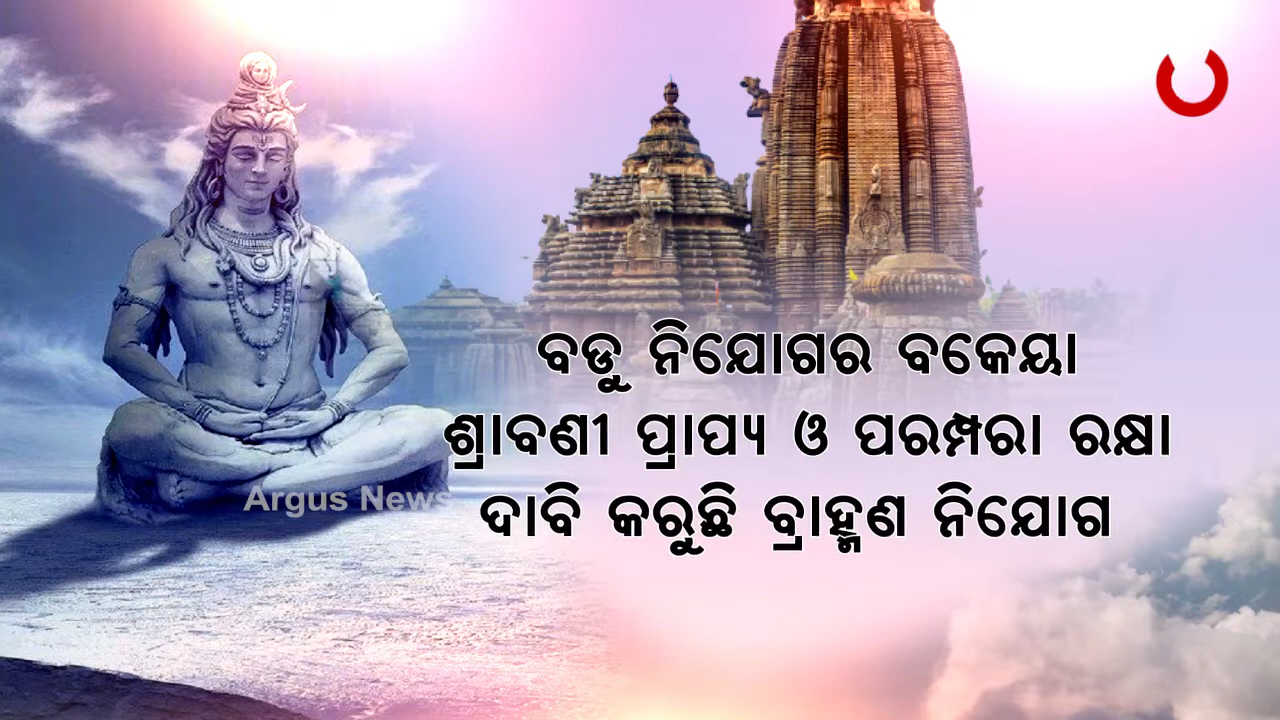 ବଡୁ ନିଯୋଗର ବକେୟା
ଶ୍ରାବଣୀ ପ୍ରାପ୍ୟ ଓ ପରମ୍ପରା ରକ୍ଷା
ଦାବି କରୁଛି ବ୍ରାହ୍ମଣ ନିଯୋଗ
Argus News